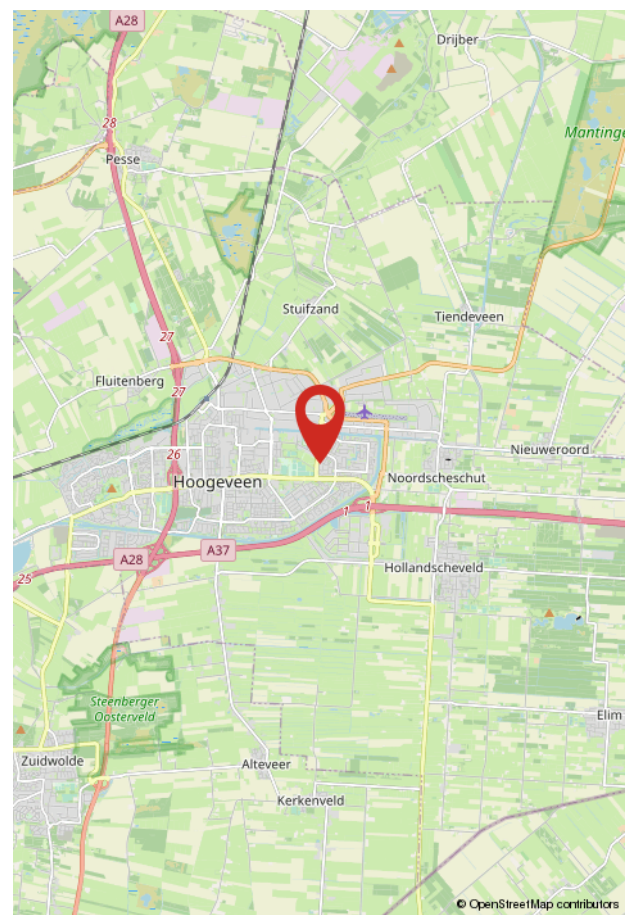 A28
Drijber
28
Mantinge
Pesse
Stuifzand
Tiendeveen
27
Fluitenberg
27
26
Nieuweroord
Hoogeveen
Noordscheschut
1
1
A28
A37
Hollandscheveld
25
Steenberger
Oosterveld
Elim
Zuidwolde
Alteveer
Kerkenveld
© OpenStreetMap contributors